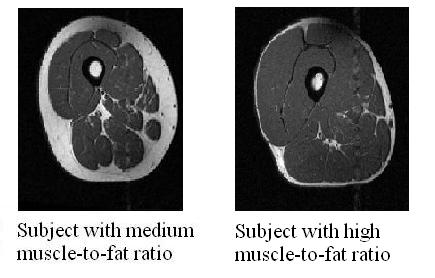 Subject with medium
muscle-to-fat ratio
Subject with high
muscle-to-fat ratio